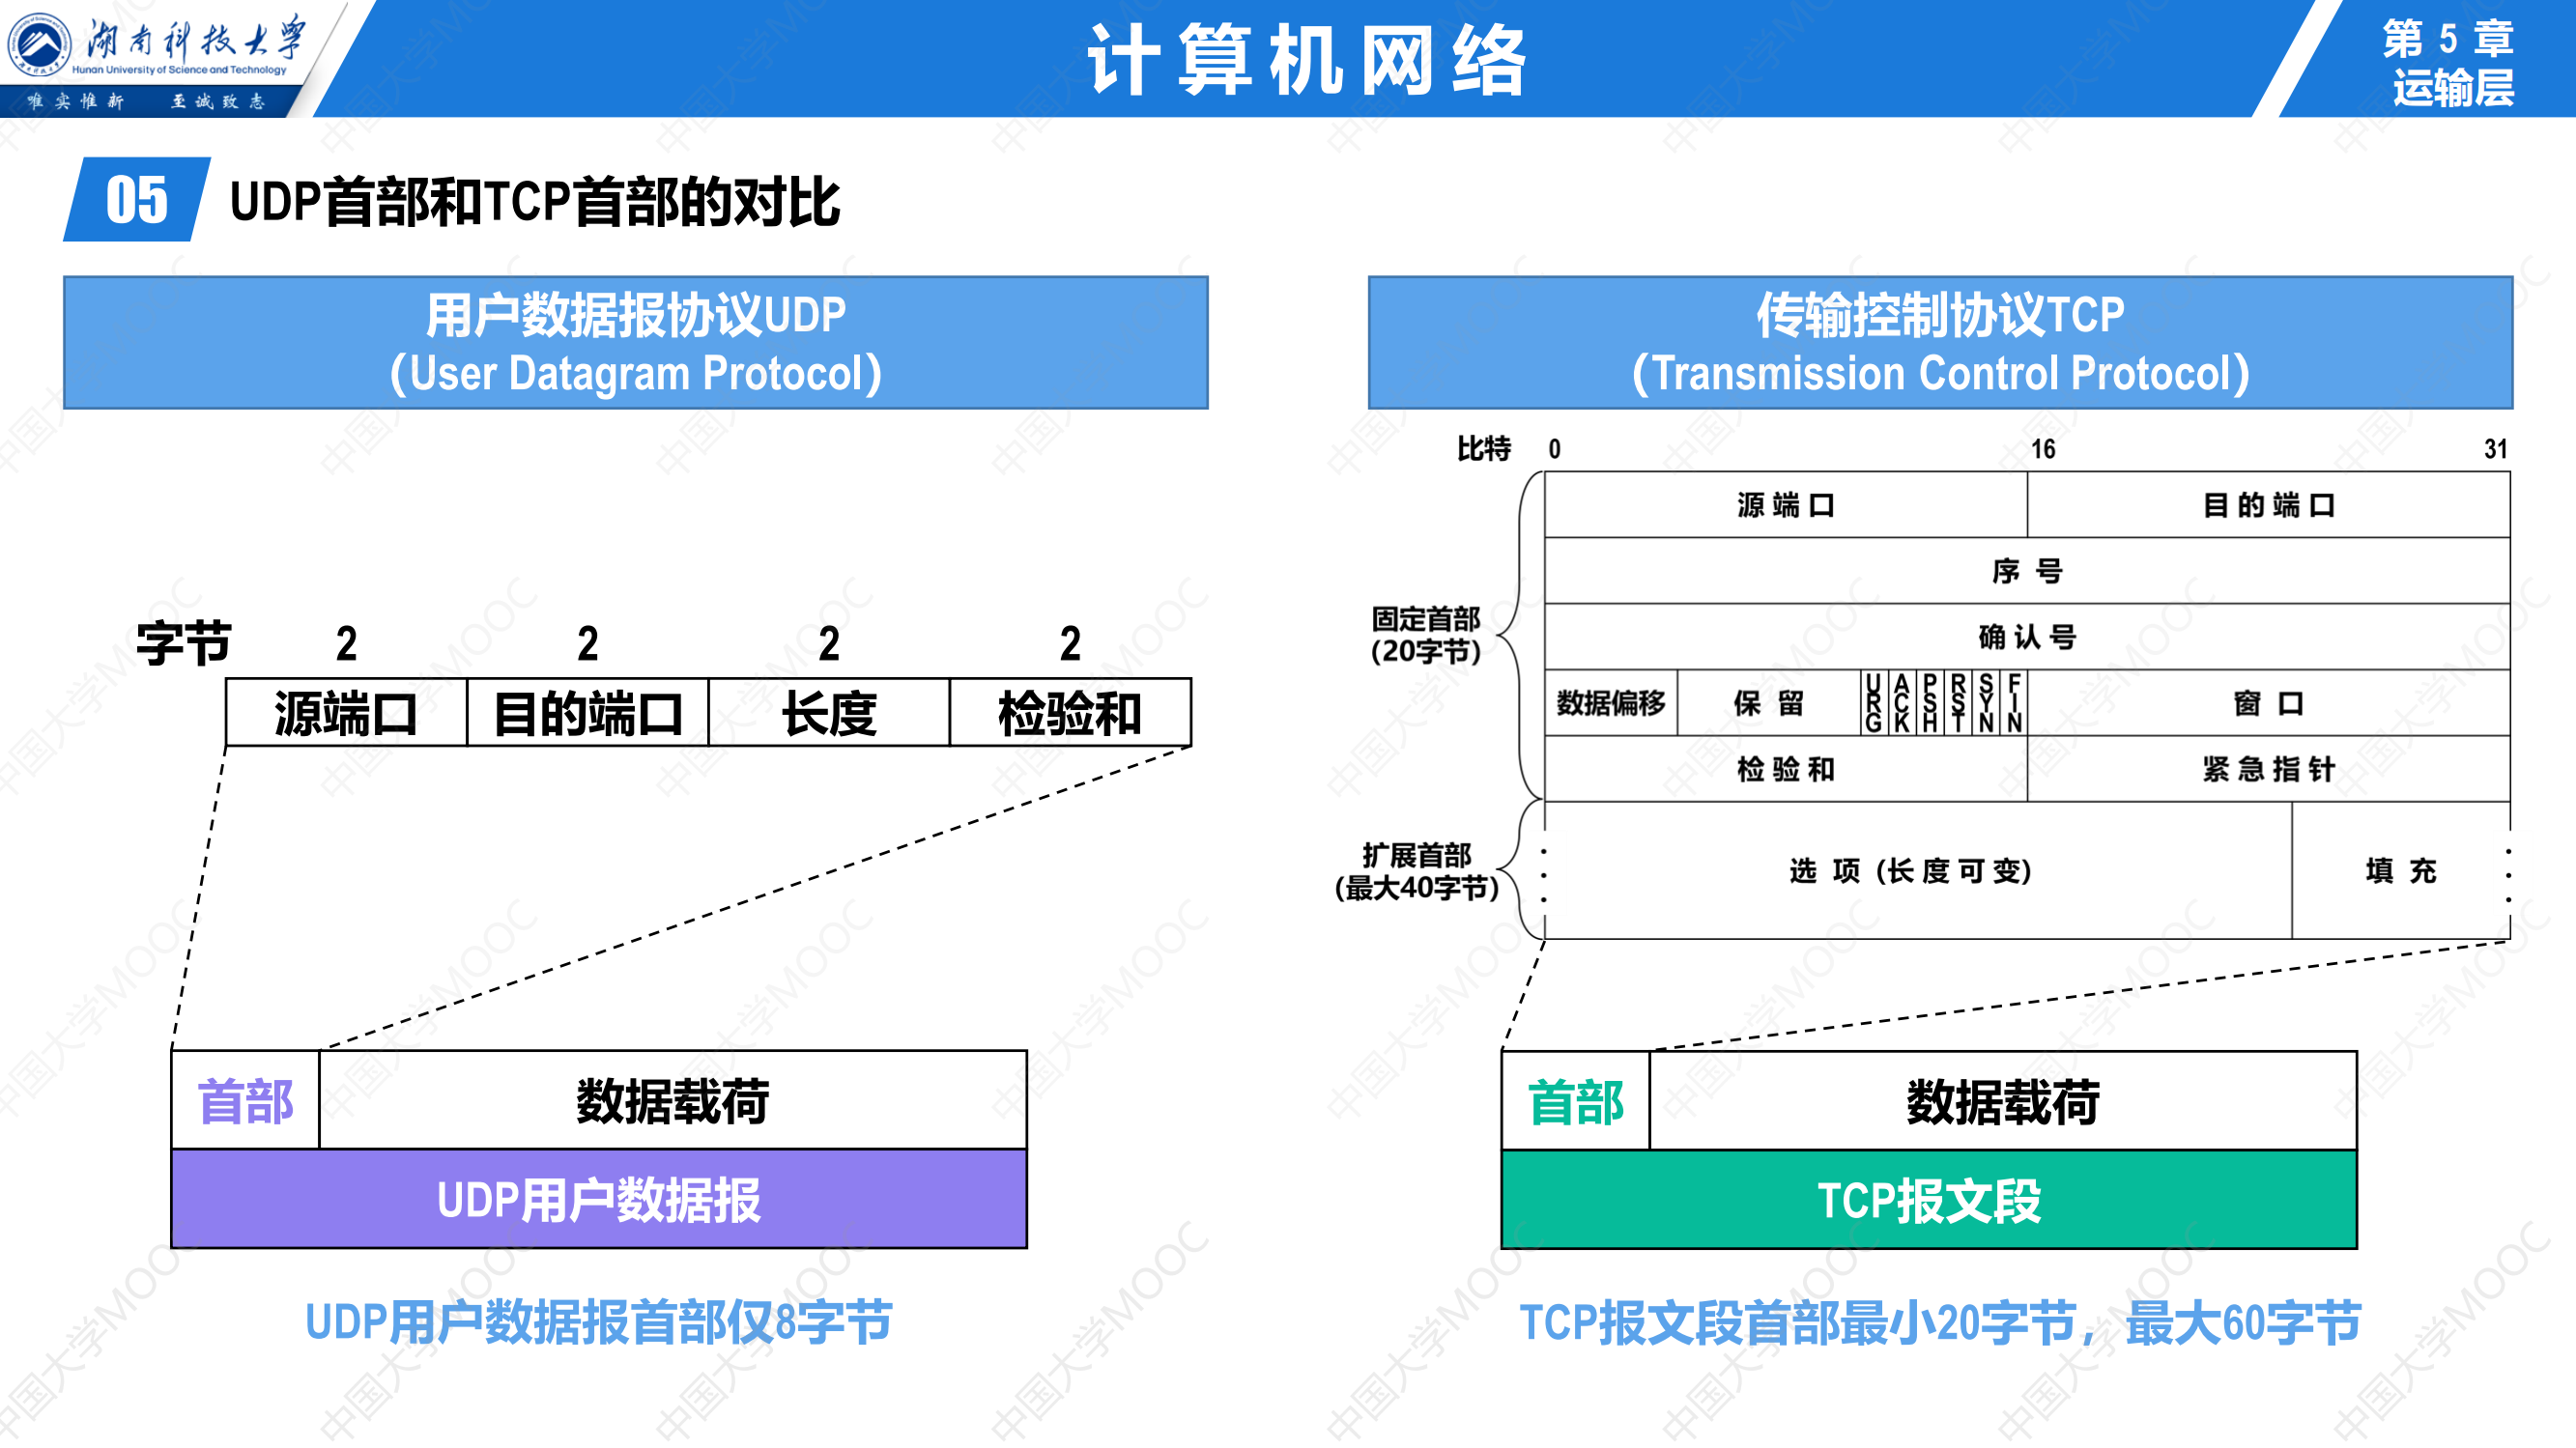 湖南科技大学
Hunan University of Science and Technology
唯实惟新 至诚致志
计算机网络
第 5 章
运输层
05 UDP首部和TCP首部的对比
用户数据报协议UDP
(User Datagram Protocol)
字节 2 2 2 2
源端口 目的端口 长度 检验和
首部 数据载荷
UDP用户数据报
UDP用户数据报首部仅8字节
传输控制协议TCP
(Transmission Control Protocol)
比特 0 16 31
源端口 目的端口
序号
固定首部
(20字节)
确认号
数据偏移 保留 URG ACK PSH RST SYN FIN 窗口
检验和 紧急指针
扩展首部
(最大40字节)
选项 (长度可变) 填充
首部 数据载荷
TCP报文段
TCP报文段首部最小20字节，最大60字节
中国大学MOOC